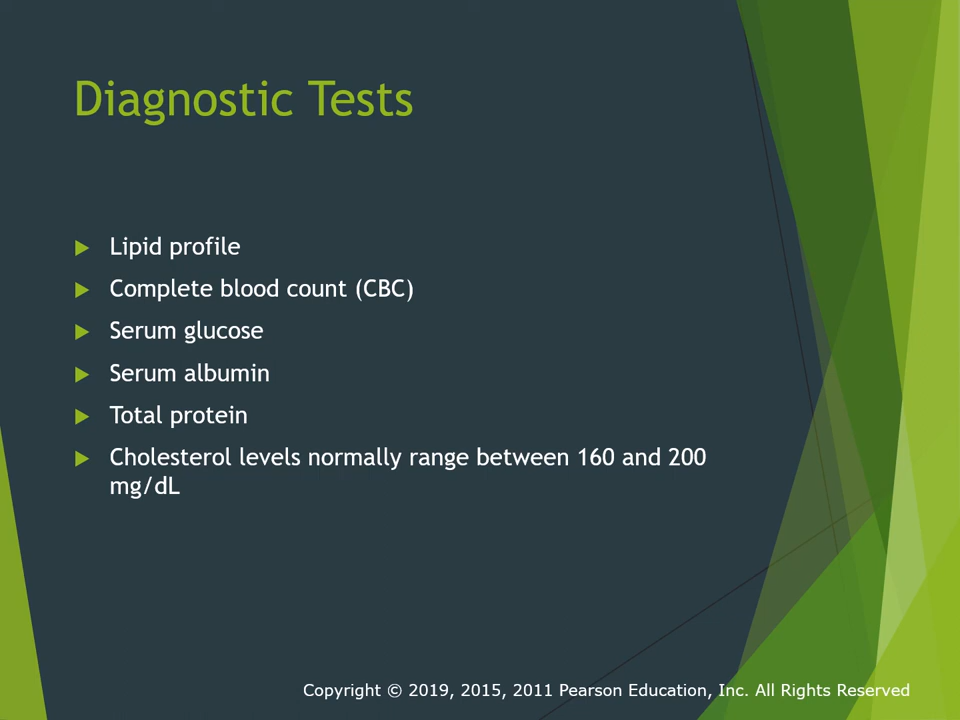 Diagnostic Tests
Lipid profile
Complete blood count (CBC)
Serum glucose
Serum albumin
Total protein
Cholesterol levels normally range between 160 and 200
mg/dL
Copyright © 2019, 2015, 2011 Pearson Education, Inc. All Rights Reserved